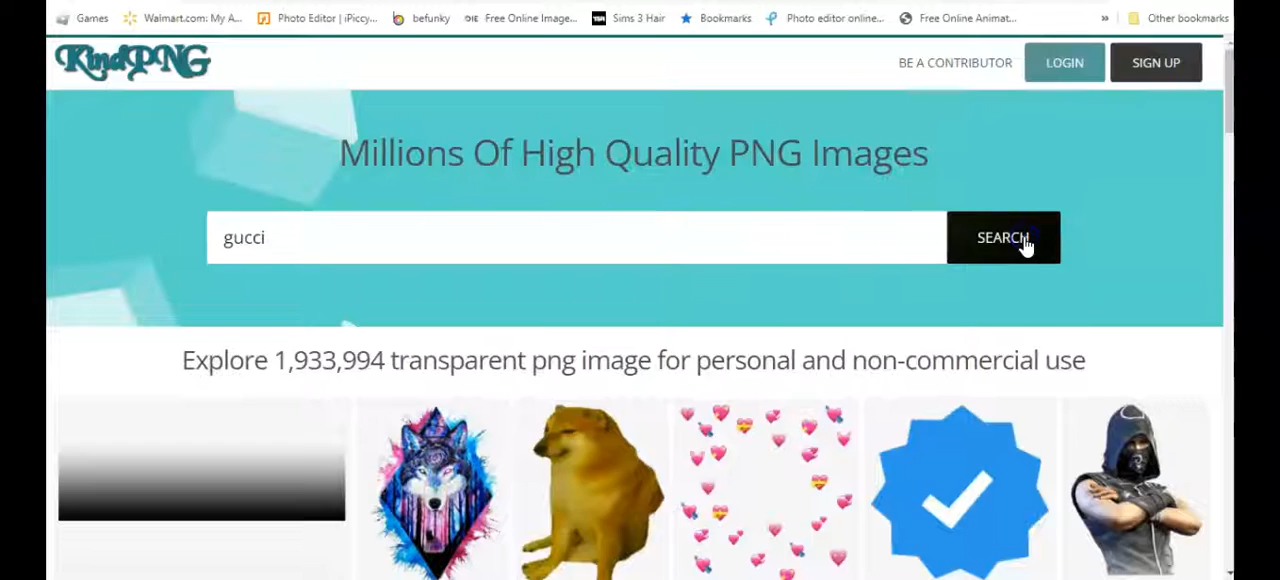 Games Walmart.com: My A... Photo Editor | iPiccy... befunky Free Online Image... Sims 3 Hair Bookmarks Photo editor online... Free Online Animat... » Other bookmarks
KindPNG BE A CONTRIBUTOR LOGIN SIGN UP
Millions Of High Quality PNG Images
gucci SEARCH
Explore 1,933,994 transparent png image for personal and non-commercial use